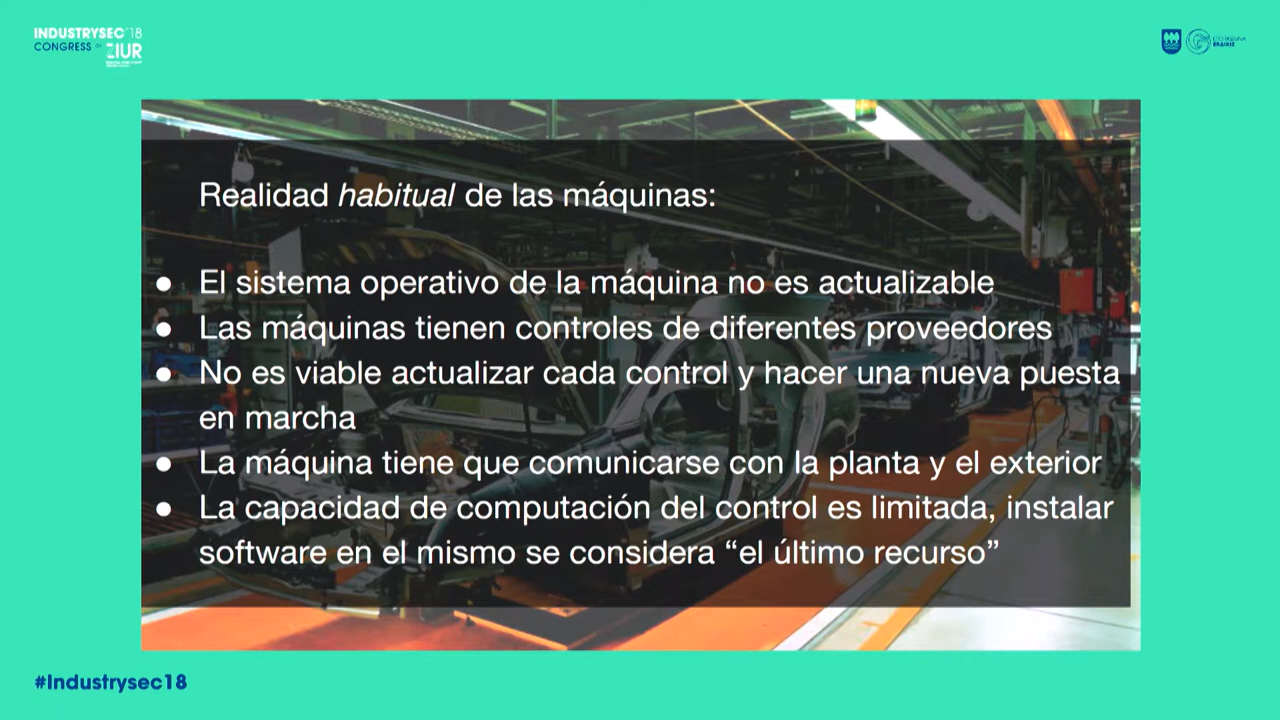 INDUSTRYSEC'18
CONGRESS BY ZIUR
Realidad habitual de las máquinas:
● El sistema operativo de la máquina no es actualizable
● Las máquinas tienen controles de diferentes proveedores
● No es viable actualizar cada control y hacer una nueva puesta
en marcha
● La máquina tiene que comunicarse con la planta y el exterior
● La capacidad de computación del control es limitada, instalar
software en el mismo se considera “el último recurso”
#Industrysec18